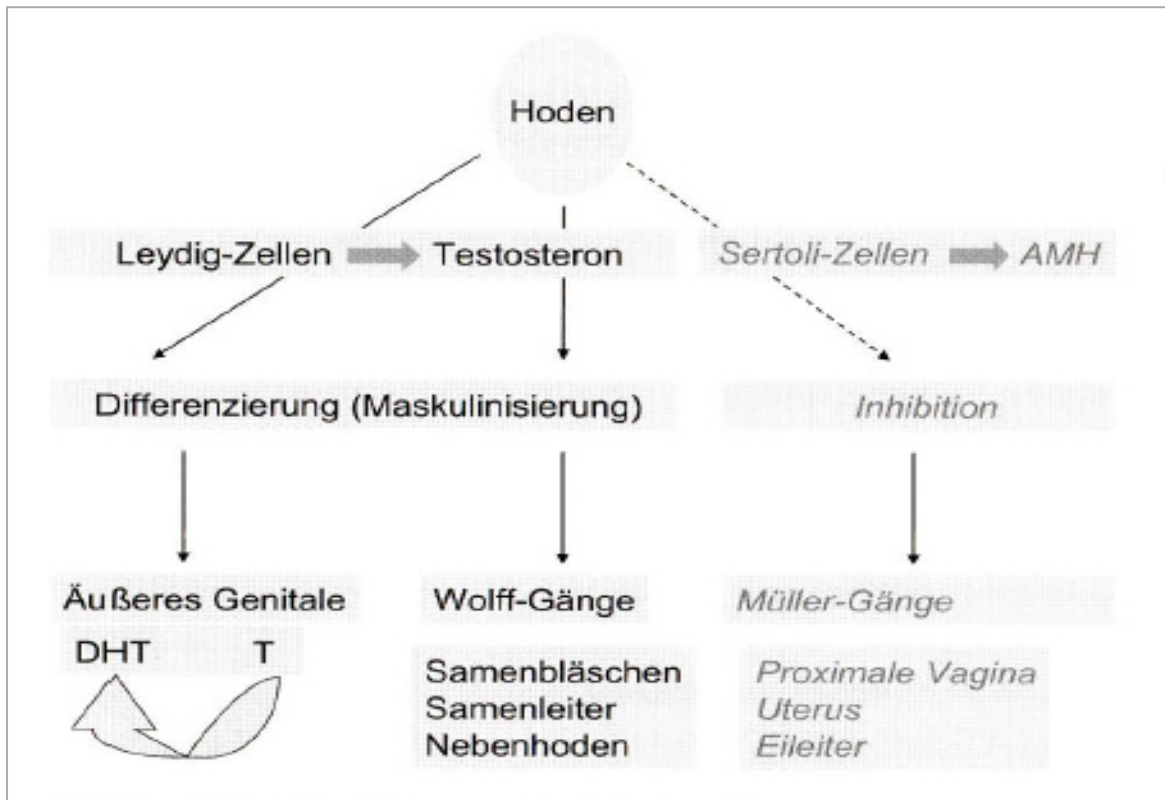 Hoden
Leydig-Zellen Testosteron Sertoli-Zellen AMH
Differenzierung (Maskulinisierung) Inhibition
Äußeres Genitale Wolff-Gänge Müller-Gänge
DHT T
Samenbläschen Proximale Vagina
Samenleiter Uterus
Nebenhoden Eileiter